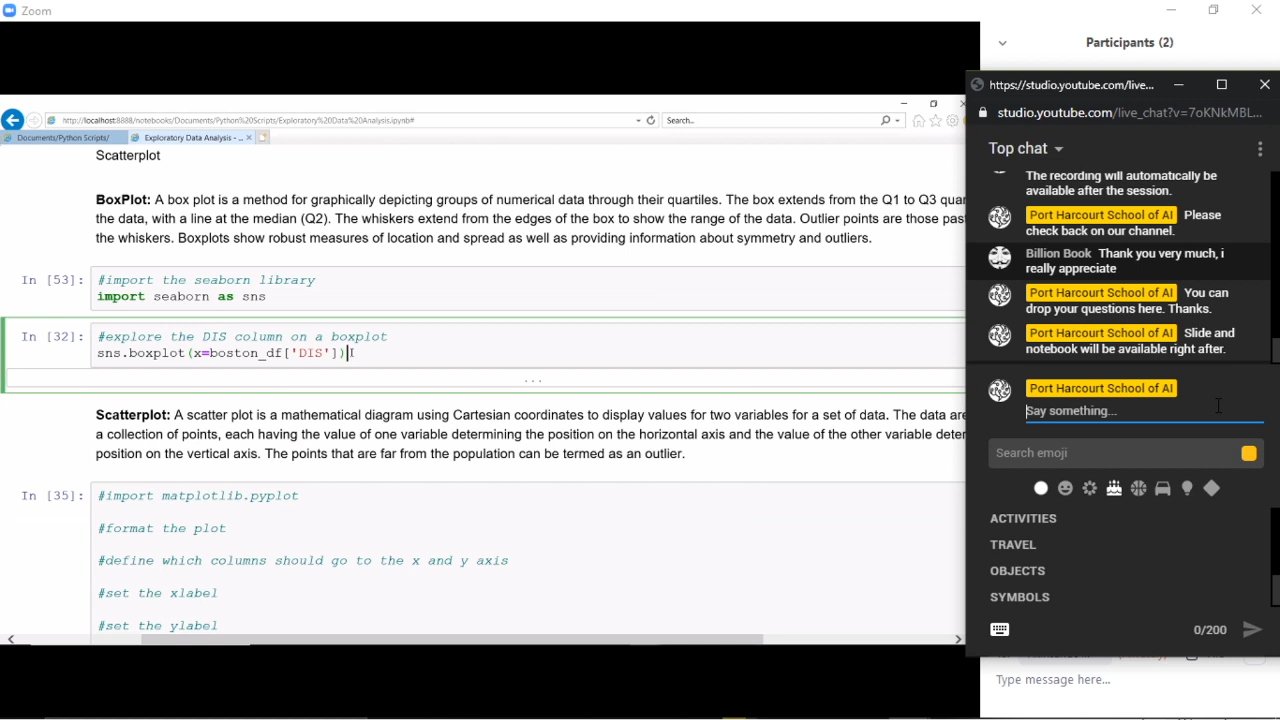 Zoom
Participants (2)
https://studio.youtube.com/live...
studio.youtube.com/live_chat?v=7oKNkMBL...
http://localhost:8888/notebooks/Documents/Python%20Scripts/Exploratory%20Data%20Analysis.ipynb#
Search...
Documents/Python Scripts/
Exploratory Data Analysis - ...
Scatterplot
BoxPlot: A box plot is a method for graphically depicting groups of numerical data through their quartiles. The box extends from the Q1 to Q3 quar
the data, with a line at the median (Q2). The whiskers extend from the edges of the box to show the range of the data. Outlier points are those pas
the whiskers. Boxplots show robust measures of location and spread as well as providing information about symmetry and outliers.
In [53]:
#import the seaborn library
import seaborn as sns
In [32]:
#explore the DIS column on a boxplot
sns.boxplot(x=boston_df['DIS'])
...
Scatterplot: A scatter plot is a mathematical diagram using Cartesian coordinates to display values for two variables for a set of data. The data are
a collection of points, each having the value of one variable determining the position on the horizontal axis and the value of the other variable deter
position on the vertical axis. The points that are far from the population can be termed as an outlier.
In [35]:
#import matplotlib.pyplot
#format the plot
#define which columns should go to the x and y axis
#set the xlabel
#set the ylabel
Top chat
The recording will automatically be
available after the session.
Port Harcourt School of AI Please
check back on our channel.
Billion Book Thank you very much, i
really appreciate
Port Harcourt School of AI You can
drop your questions here. Thanks.
Port Harcourt School of AI Slide and
notebook will be available right after.
Port Harcourt School of AI
Say something...
Search emoji
ACTIVITIES
TRAVEL
OBJECTS
SYMBOLS
0/200
Type message here...